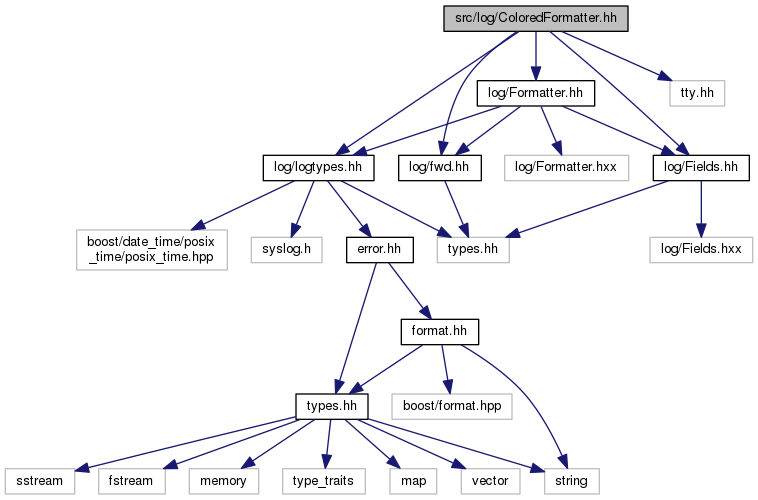 src/log/ColoredFormatter.hh
log/Formatter.hh
tty.hh
log/logtypes.hh
log/fwd.hh
log/Formatter.hxx
log/Fields.hh
boost/date_time/posix
_time/posix_time.hpp
syslog.h
error.hh
types.hh
log/Fields.hxx
format.hh
types.hh
boost/format.hpp
sstream
fstream
memory
type_traits
map
vector
string